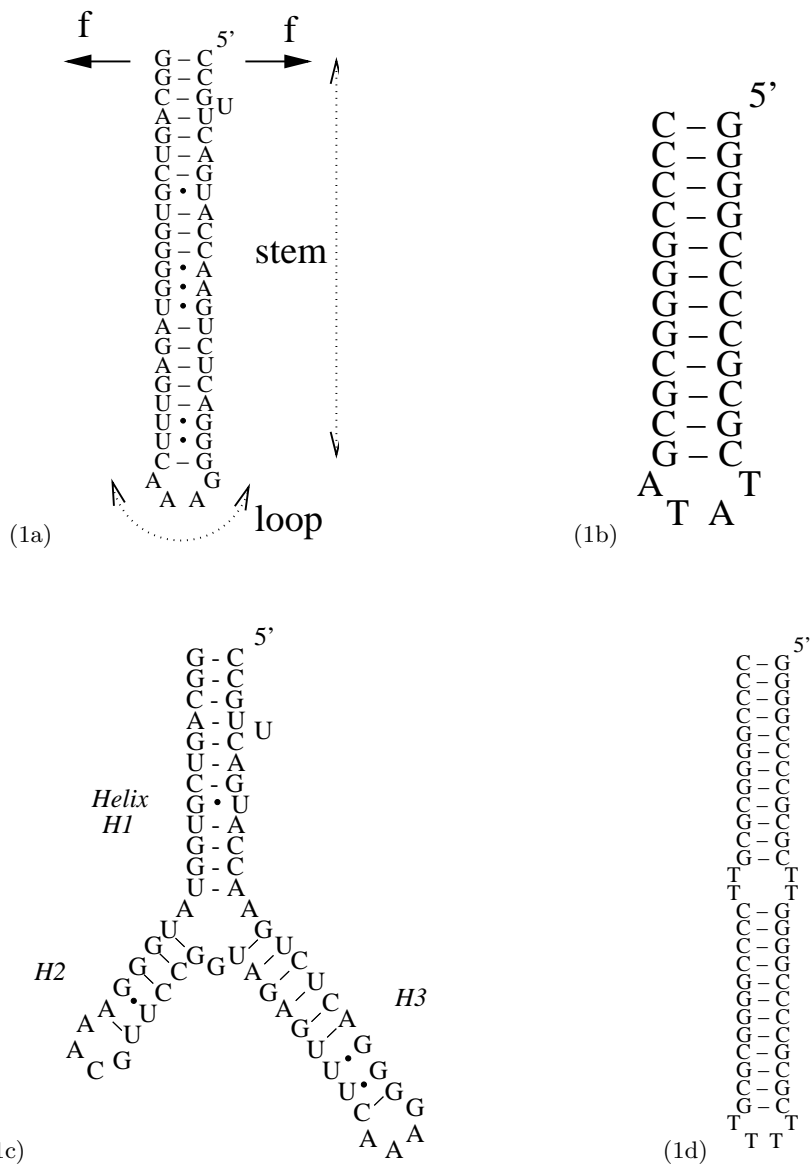 f f
5'
G – C
G – C
C – G
A – U U
G – C
U – A
C – G
G • U
U – A
G – C
G – C
G • A
G • A
U • G
A – U
G – C
A – U
G – C
U – A
U • G
U • G
C – G
A G
A A
stem
loop
(1a)
5'
C – G
C – G
C – G
C – G
G – C
G – C
G – C
G – C
C – G
G – C
C – G
G – C
A T
T A
(1b)
5'
G - C
G - C
C - G
A - U U
G - C
U - A
C - G
G • U
U - A
G - C
G - C
U - A
Helix
H1
A A
U G
G G G U U
G C A C
G C G U
A U A C
A U G A
A G U G
C U G
U G
C A
A A
H2
H3
1c)
5'
C – G
C – G
C – G
C – G
G – C
G – C
G – C
G – C
C – G
G – C
C – G
G – C
T T
T T
C – G
C – G
C – G
C – G
G – C
G – C
G – C
G – C
C – G
G – C
C – G
G – C
T T
T T
(1d)